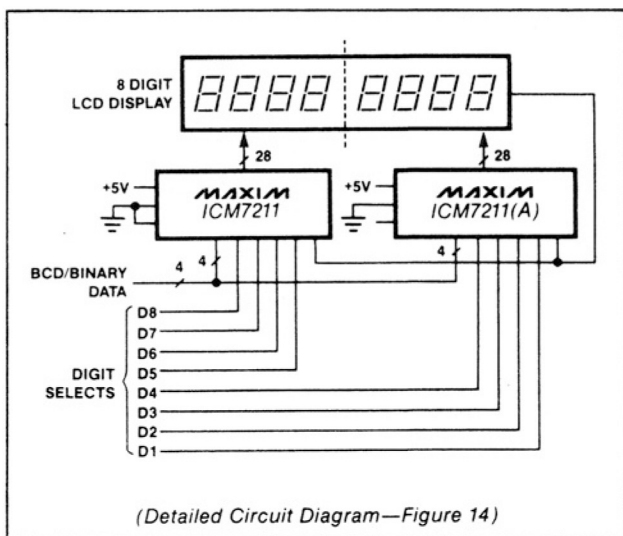 8 DIGIT
LCD DISPLAY
28
28
+5V
MAXIM
ICM7211
+5V
MAXIM
ICM7211(A)
4
4
4
BCD/BINARY
DATA
D8
D7
D6
D5
DIGIT
SELECTS
D4
D3
D2
D1
(Detailed Circuit Diagram—Figure 14)